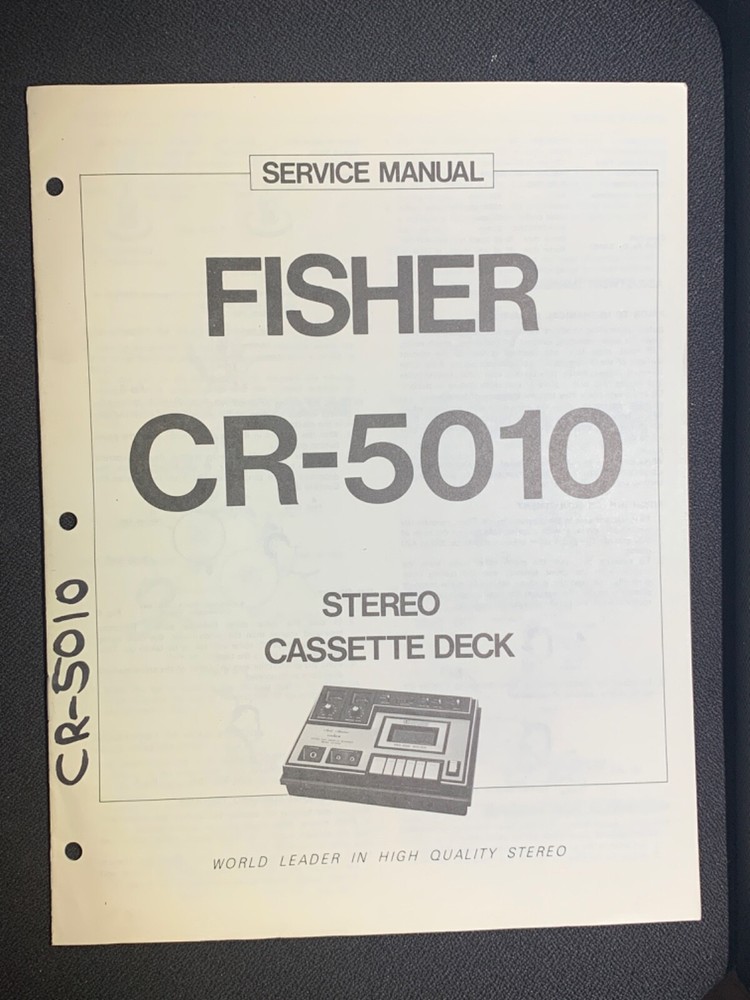 SERVICE MANUAL
FISHER
CR-5010
STEREO
CASSETTE DECK
WORLD LEADER IN HIGH QUALITY STEREO
CR-5010